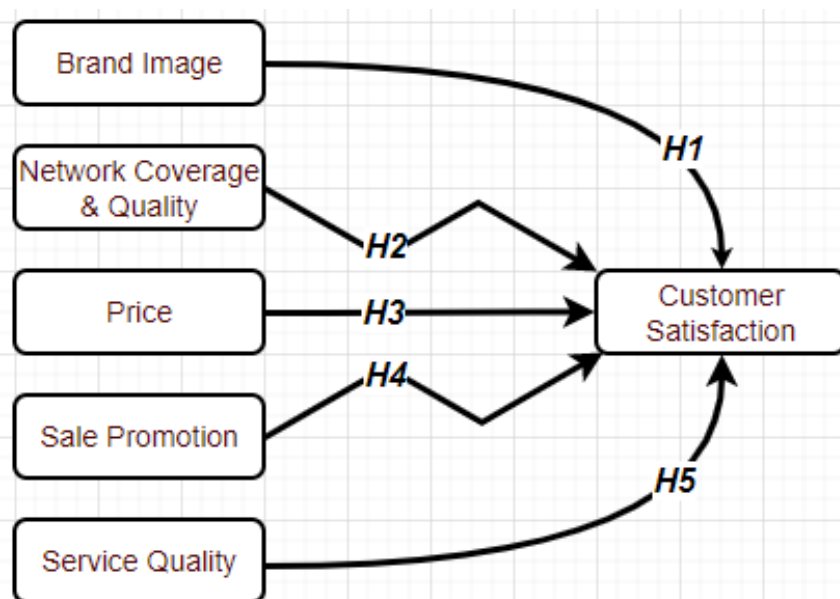 Brand Image
H1
Network Coverage
& Quality
H2
Price
H3
Customer
Satisfaction
H4
Sale Promotion
H5
Service Quality